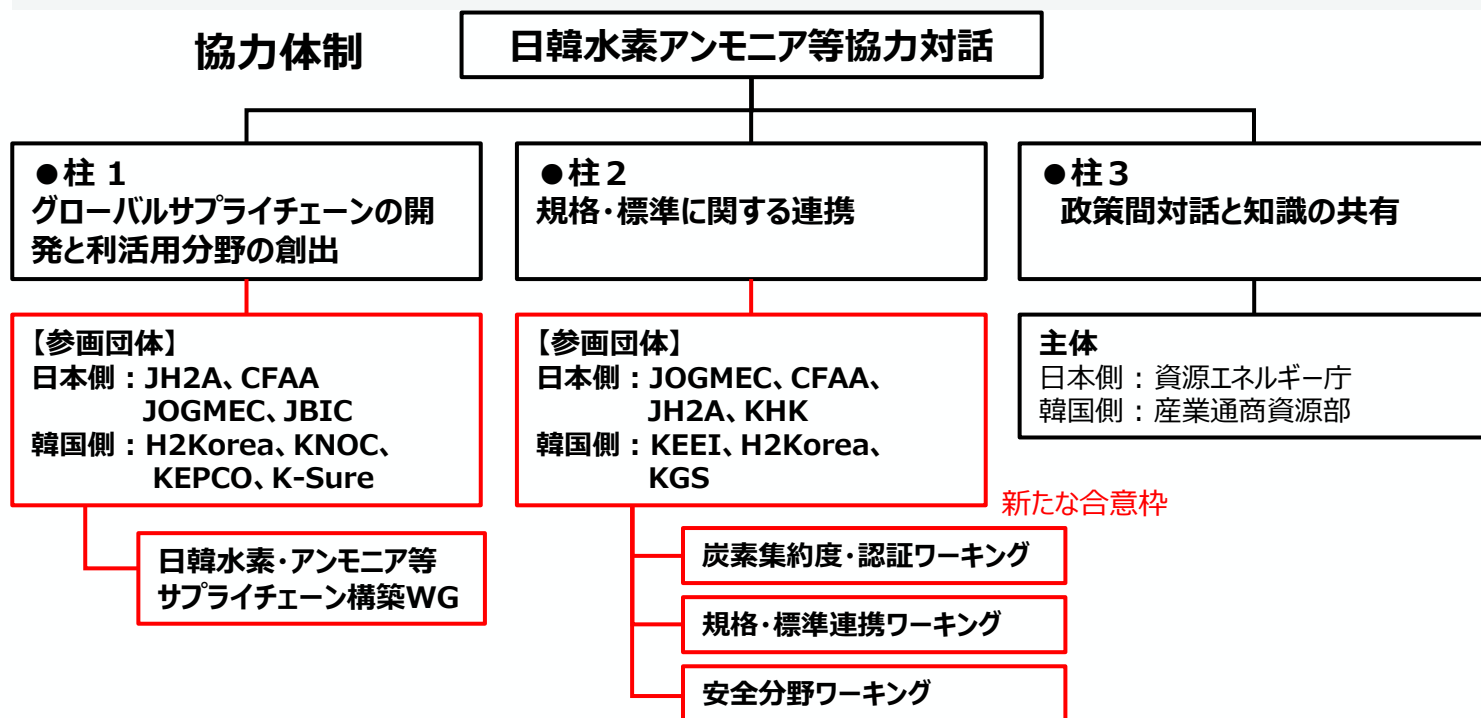 協力体制
日韓水素アンモニア等協力対話
●柱 1
グローバルサプライチェーンの開
発と利活用分野の創出
●柱２
規格・標準に関する連携
●柱３
政策間対話と知識の共有
【参画団体】
日本側：JH2A、CFAA
JOGMEC、JBIC
韓国側：H2Korea、KNOC、
KEPCO、K-Sure
【参画団体】
日本側：JOGMEC、CFAA、
JH2A、KHK
韓国側：KEEI、H2Korea、
KGS
主体
日本側：資源エネルギー庁
韓国側：産業通商資源部
新たな合意枠
日韓水素・アンモニア等
サプライチェーン構築WG
炭素集約度・認証ワーキング
規格・標準連携ワーキング
安全分野ワーキング